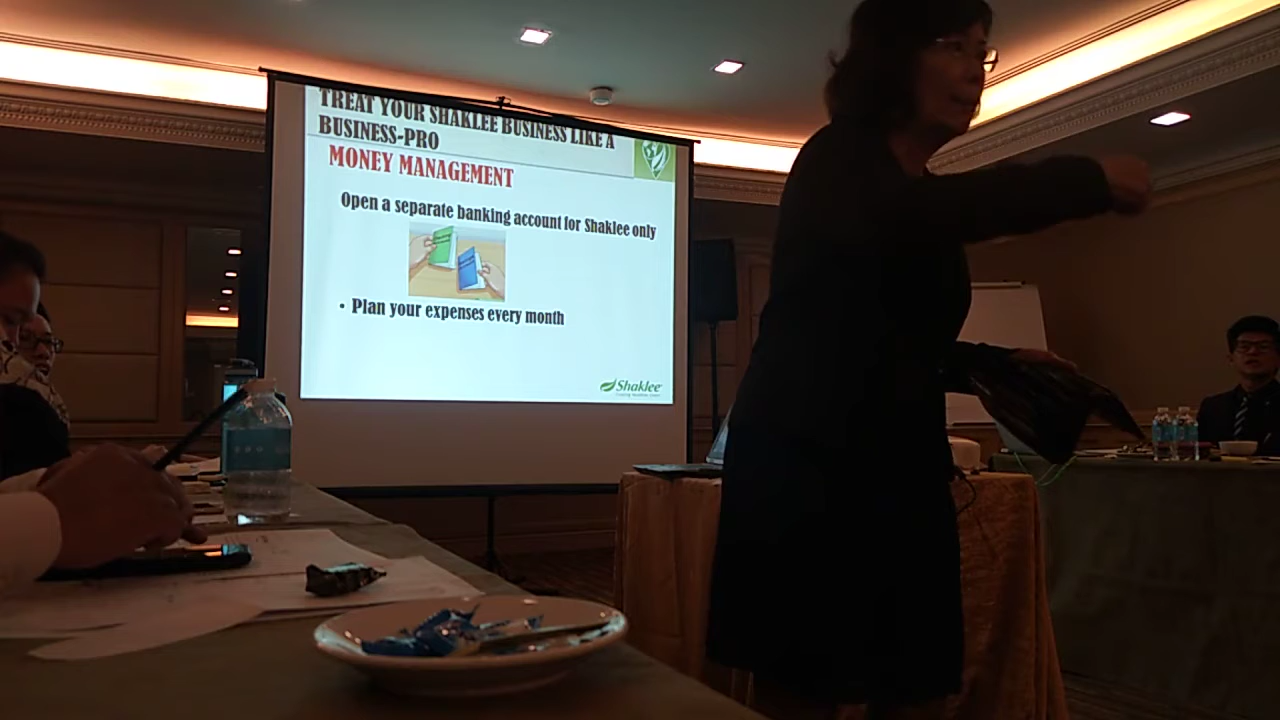 TREAT YOUR SHAKLEE BUSINESS LIKE A
BUSINESS-PRO
MONEY MANAGEMENT
Open a separate banking account for Shaklee only
• Plan your expenses every month
Shaklee